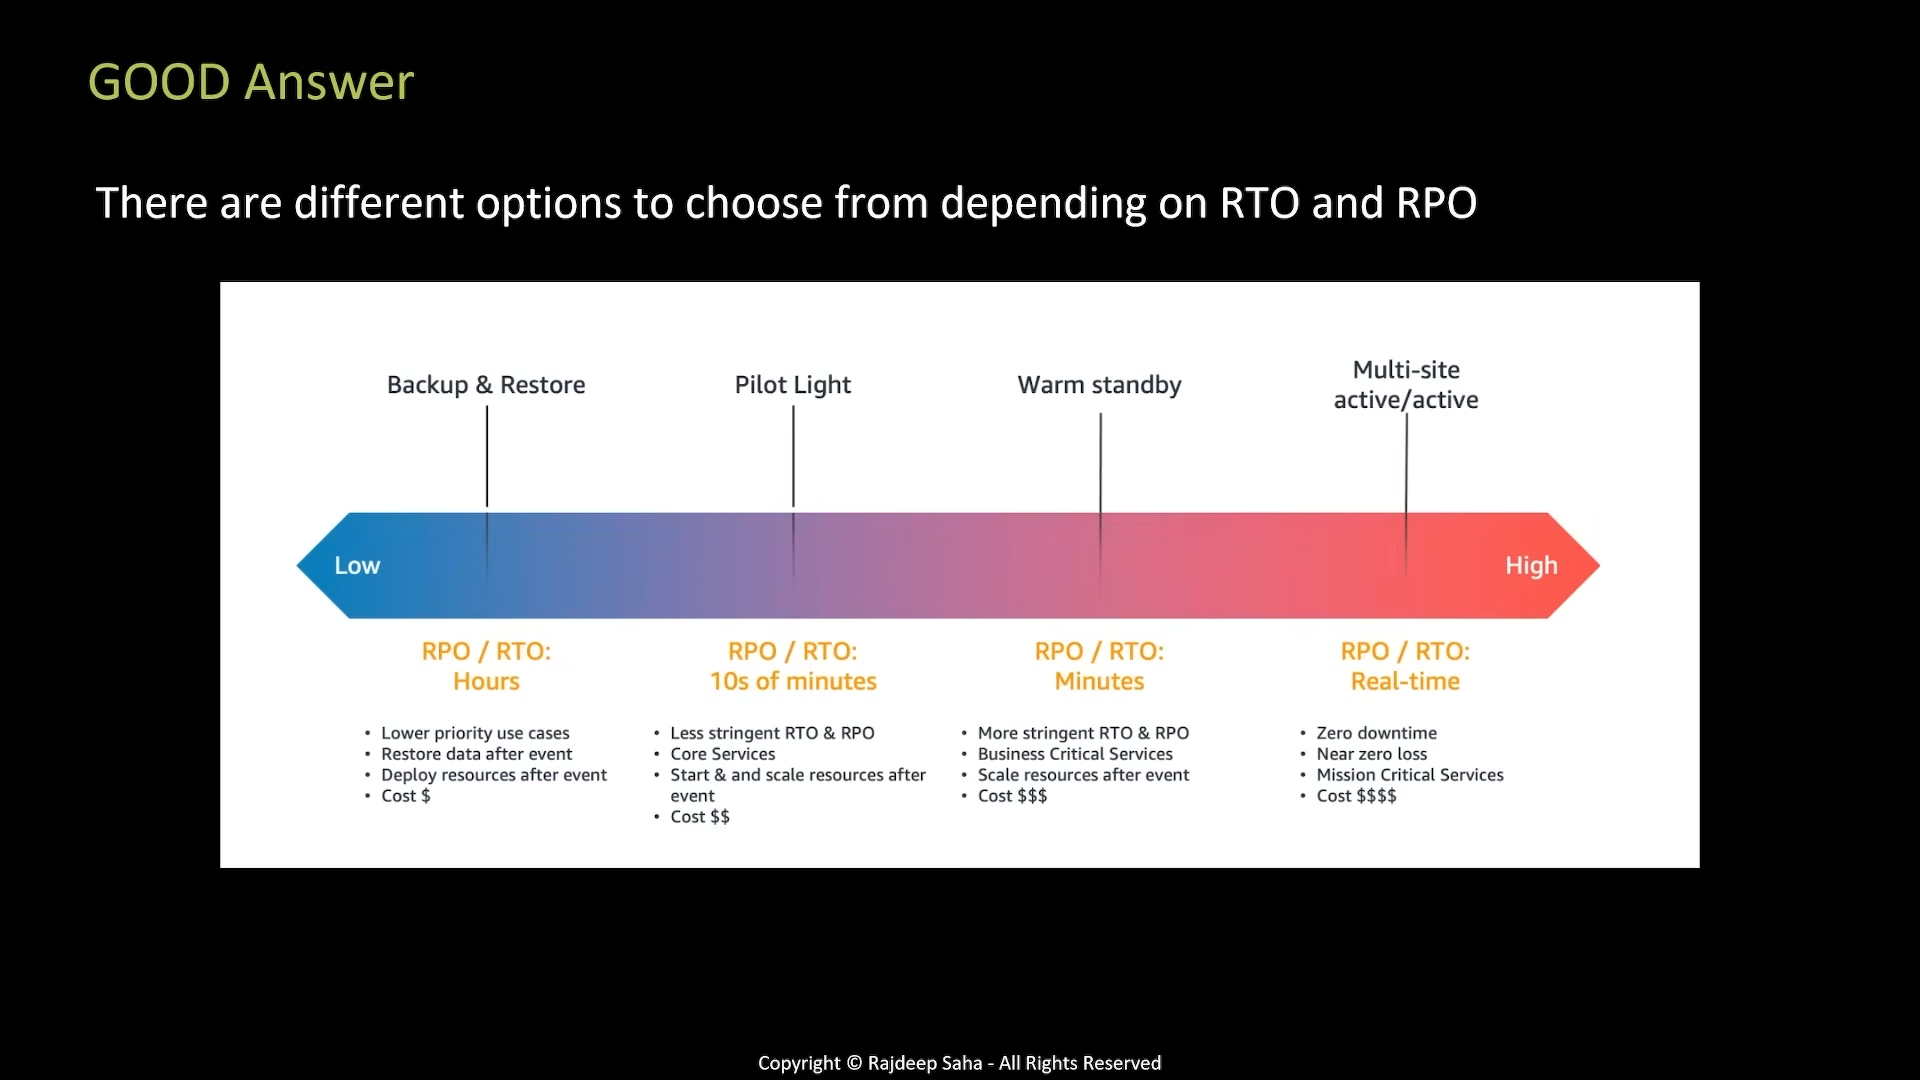 GOOD Answer
There are different options to choose from depending on RTO and RPO
Backup & Restore
Pilot Light
Warm standby
Multi-site
active/active
Low
High
RPO / RTO:
Hours
• Lower priority use cases
• Restore data after event
• Deploy resources after event
• Cost $
RPO / RTO:
10s of minutes
• Less stringent RTO & RPO
• Core Services
• Start & and scale resources after
event
• Cost $$
RPO / RTO:
Minutes
• More stringent RTO & RPO
• Business Critical Services
• Scale resources after event
• Cost $$$
RPO / RTO:
Real-time
• Zero downtime
• Near zero loss
• Mission Critical Services
• Cost $$$$
Copyright © Rajdeep Saha - All Rights Reserved